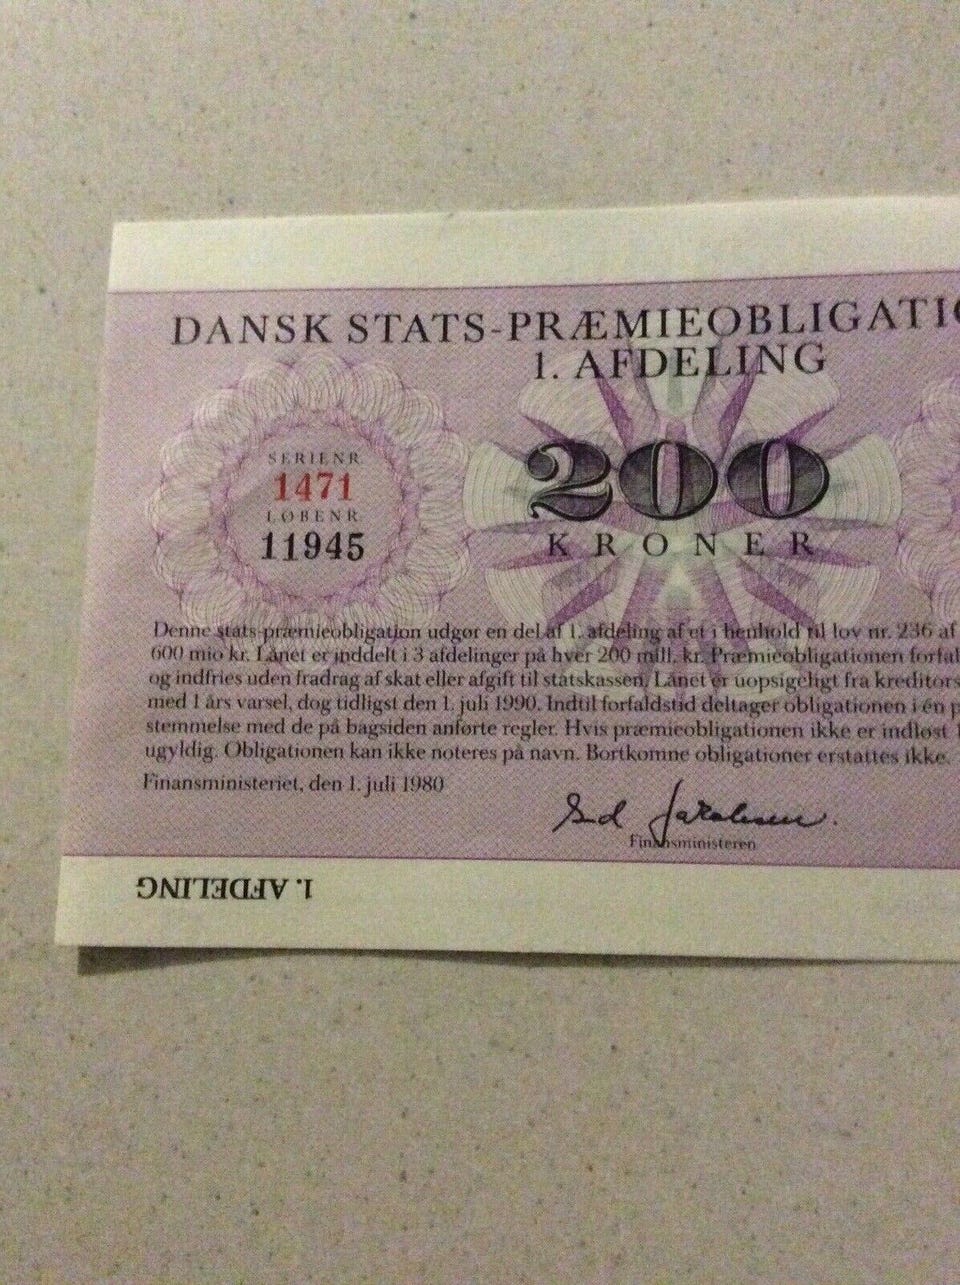 DANSK STATS-PRÆMIEOBLIGATIO
1. AFDELING
SERIENR.
1471
LØBENR.
11945
200
KRONER
Denne stats-præmieobligation udgør en del af 1. afdeling af et i henhold til lov nr. 236 af
600 mio kr. Lånet er inddelt i 3 afdelinger på hver 200 mill. kr. Præmieobligationen forfal
og indfries uden fradrag af skat eller afgift til statskassen. Lånet er uopsigeligt fra kreditors
med 1 års varsel, dog tidligst den 1. juli 1990. Indtil forfaldstid deltager obligationen i én p
stemmelse med de på bagsiden anførte regler. Hvis præmieobligationen ikke er indløst
ugyldig. Obligationen kan ikke noteres på navn. Bortkomne obligationer erstattes ikke.
Finansministeriet, den 1. juli 1980
Sd Jakobsen.
Finansministeren
1. AFDELING